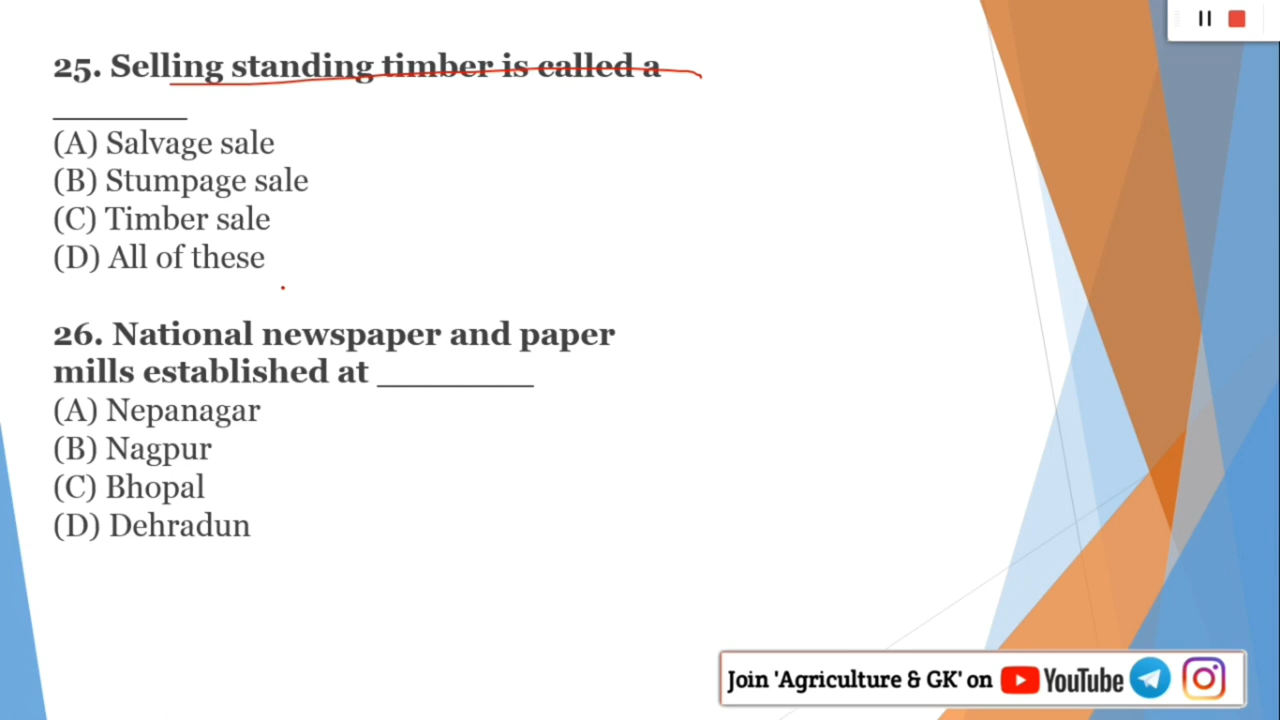 25. Selling standing timber is called a
________
(A) Salvage sale
(B) Stumpage sale
(C) Timber sale
(D) All of these
26. National newspaper and paper
mills established at _________
(A) Nepanagar
(B) Nagpur
(C) Bhopal
(D) Dehradun
Join 'Agriculture & GK' on YouTube